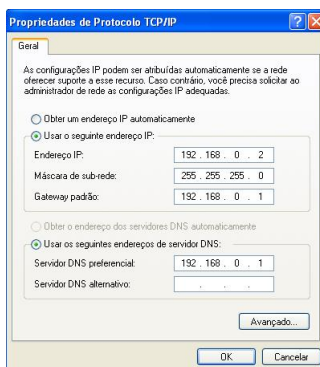 Propriedades de Protocolo TCP/IP
Geral
As configurações IP podem ser atribuídas automaticamente se a rede
oferecer suporte a esse recurso. Caso contrário, você precisa solicitar ao
administrador de rede as configurações IP adequadas.
Obter um endereço IP automaticamente
Usar o seguinte endereço IP:
Endereço IP: 192 . 168 . 0 . 2
Máscara de sub-rede: 255 . 255 . 255 . 0
Gateway padrão: 192 . 168 . 0 . 1
Obter o endereço dos servidores DNS automaticamente
Usar os seguintes endereços de servidor DNS:
Servidor DNS preferencial: 192 . 168 . 0 . 1
Servidor DNS alternativo: . . .
Avançado...
OK Cancelar